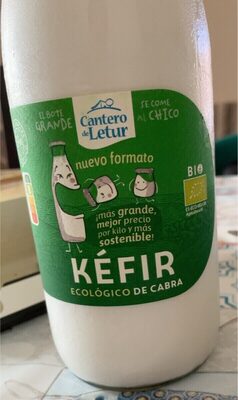 EL BOTE
GRANDE
SE COME
AL CHICO
Cantero
de Letur
nuevo formato
¡más grande,
mejor precio
por kilo y más
sostenible!
BIO
KÉFIR
ECOLÓGICO DE CABRA